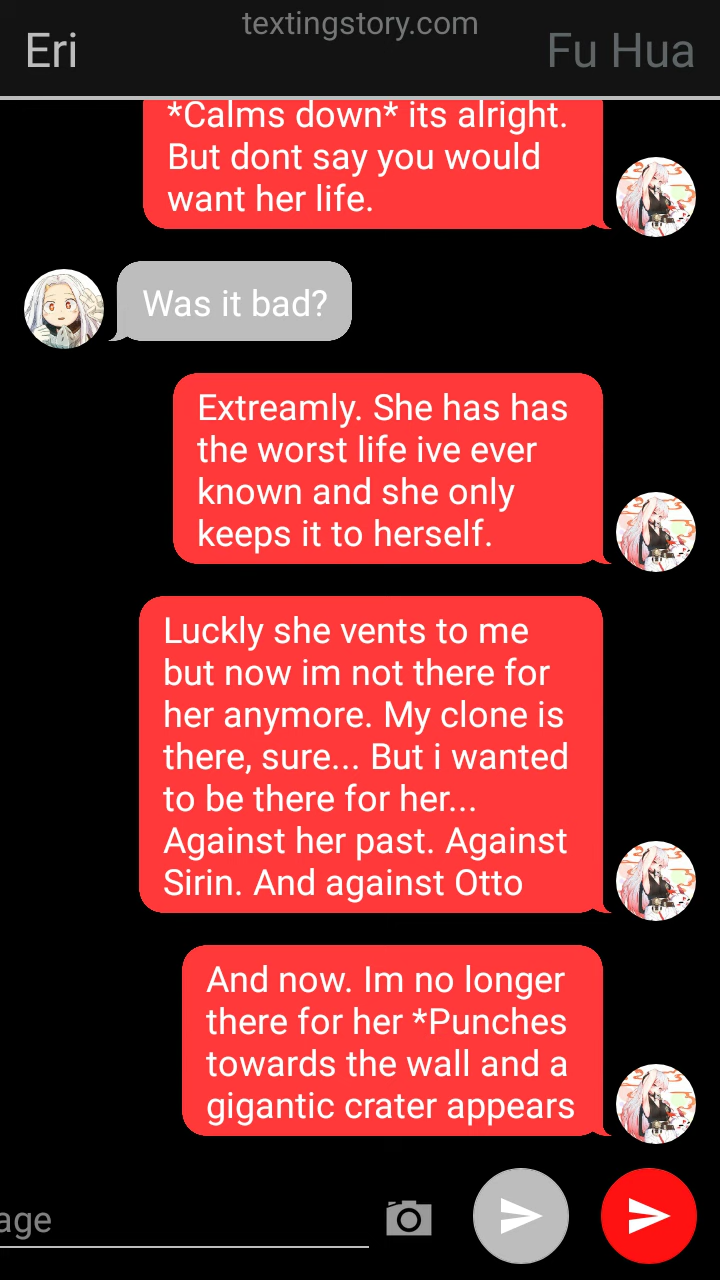 textingstory.com
Eri
Fu Hua
*Calms down* its alright.
But dont say you would
want her life.
Was it bad?
Extreamly. She has has
the worst life ive ever
known and she only
keeps it to herself.
Luckly she vents to me
but now im not there for
her anymore. My clone is
there, sure... But i wanted
to be there for her...
Against her past. Against
Sirin. And against Otto
And now. Im no longer
there for her *Punches
towards the wall and a
gigantic crater appears
age